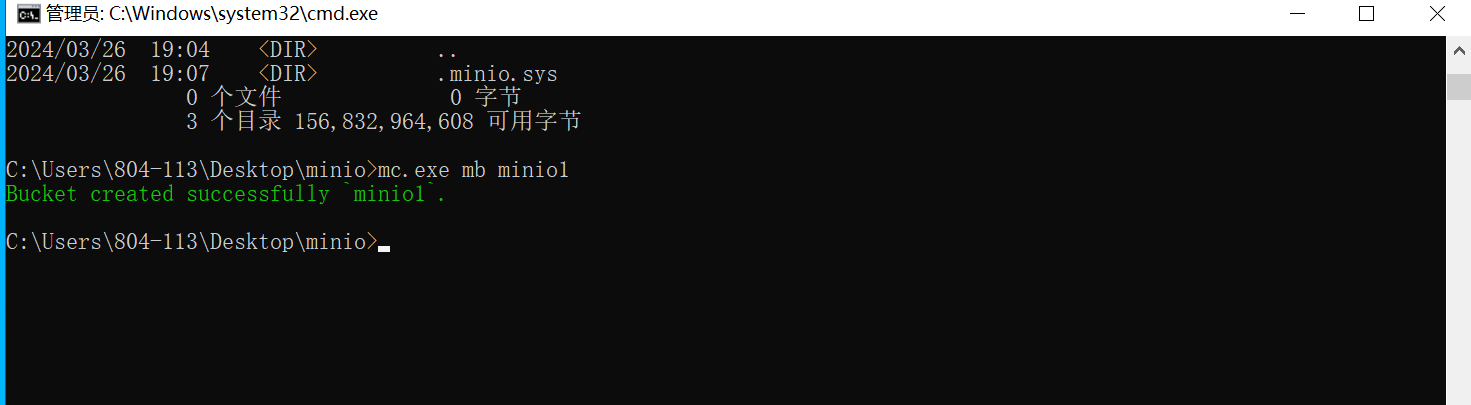 管理员: C:\Windows\system32\cmd.exe
2024/03/26  19:04    <DIR>          ..
2024/03/26  19:07    <DIR>          .minio.sys
               0 个文件              0 字节
               3 个目录 156,832,964,608 可用字节
C:\Users\804-113\Desktop\minio>mc.exe mb minio1
Bucket created successfully `minio1`.
C:\Users\804-113\Desktop\minio>